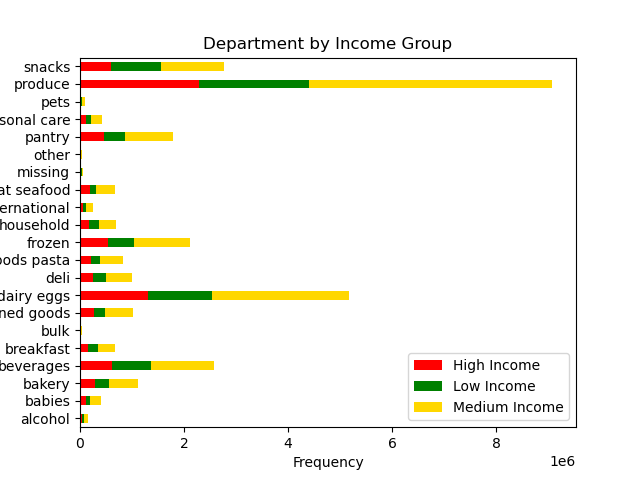 Department by Income Group
snacks
produce
pets
sonal care
pantry
other
missing
at seafood
ernational
household
frozen
oods pasta
deli
dairy eggs
ned goods
bulk
breakfast
beverages
bakery
babies
alcohol
High Income
Low Income
Medium Income
0 2 4 6 8
1e6
Frequency